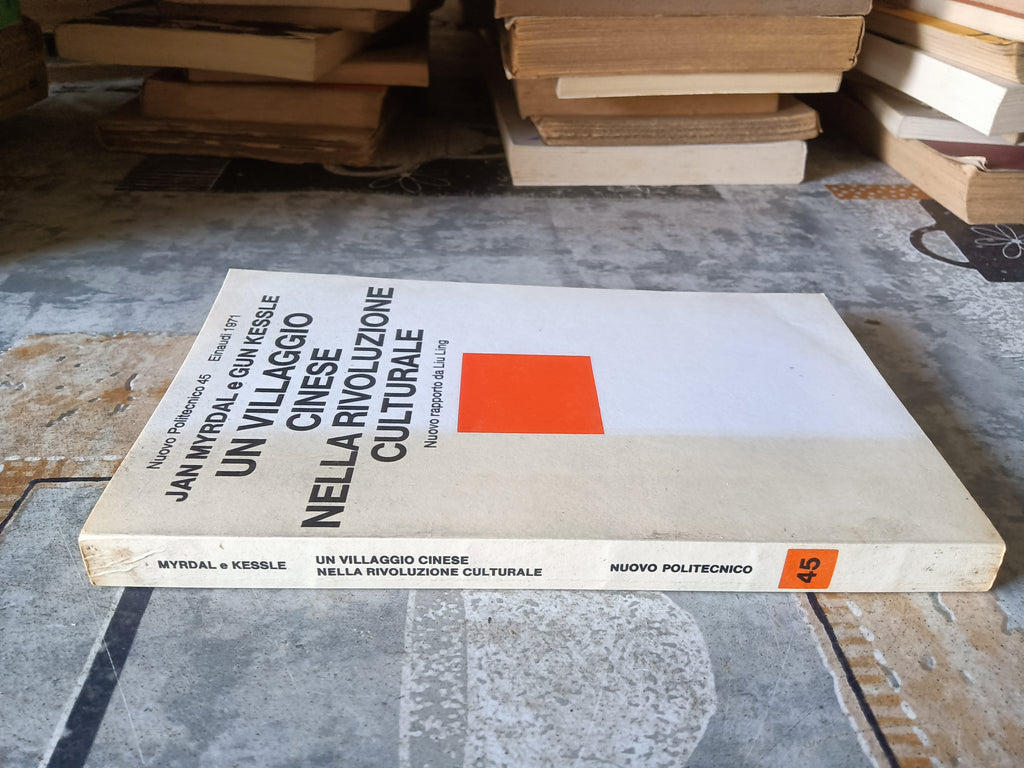 Nuovo Politecnico 45 Einaudi 1971
JAN MYRDAL e GUN KESSLE
UN VILLAGGIO
CINESE
NELLA RIVOLUZIONE
CULTURALE
Nuovo rapporto da Liu Ling
MYRDAL e KESSLE
UN VILLAGGIO CINESE
NELLA RIVOLUZIONE CULTURALE
NUOVO POLITECNICO
45